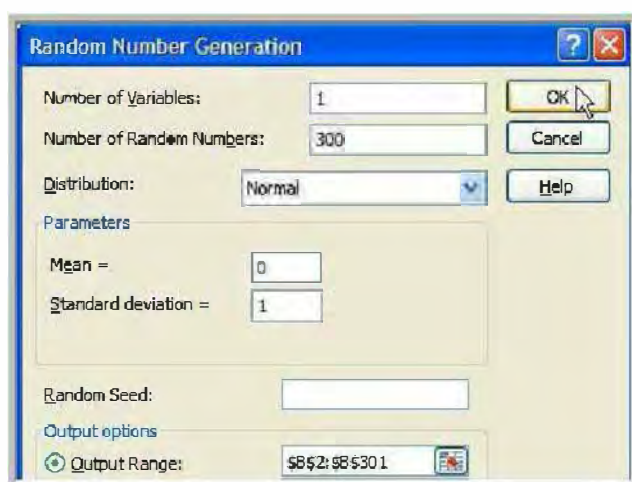 Random Number Generation
Number of Variables: 1 OK
Number of Random Numbers: 300 Cancel
Distribution: Normal Help
Parameters
Mean = 0
Standard deviation = 1
Random Seed:
Output options
Output Range: $B$2:$B$301